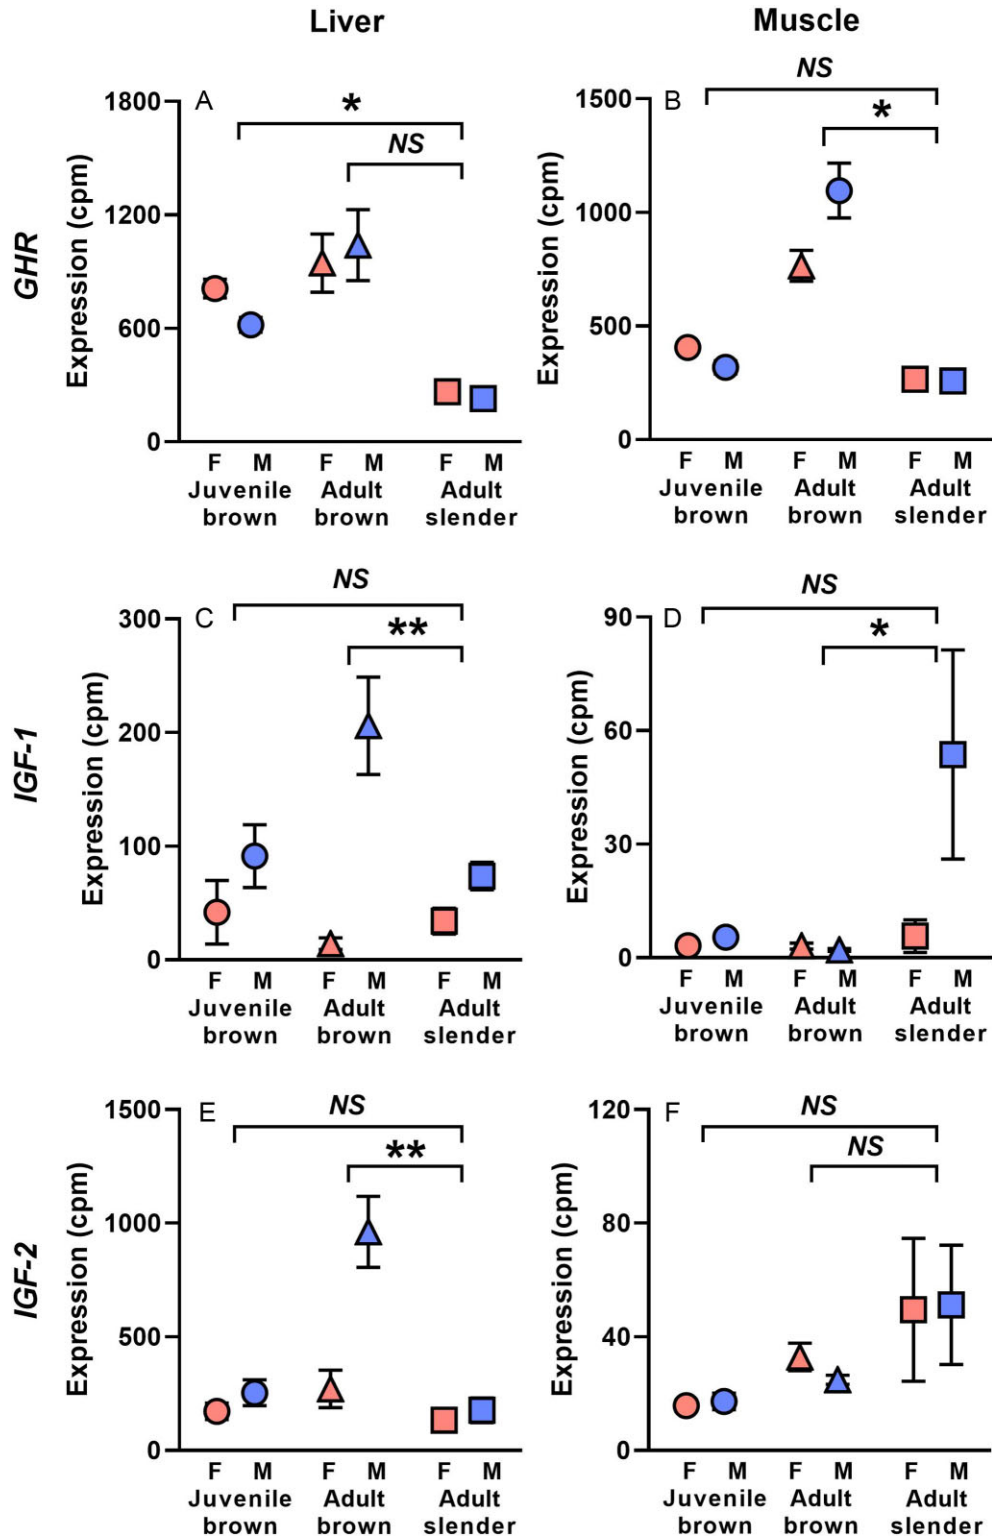 Liver
Muscle
GHR
A
Expression (cpm)
1800
1200
600
0
*
NS
F M F M F M
Juvenile Adult Adult
brown brown slender
B
Expression (cpm)
1500
1000
500
0
NS
*
F M F M F M
Juvenile Adult Adult
brown brown slender
IGF-1
C
Expression (cpm)
300
200
100
0
NS
**
F M F M F M
Juvenile Adult Adult
brown brown slender
D
Expression (cpm)
90
60
30
0
NS
*
F M F M F M
Juvenile Adult Adult
brown brown slender
IGF-2
E
Expression (cpm)
1500
1000
500
0
NS
**
F M F M F M
Juvenile Adult Adult
brown brown slender
F
Expression (cpm)
120
80
40
0
NS
NS
F M F M F M
Juvenile Adult Adult
brown brown slender